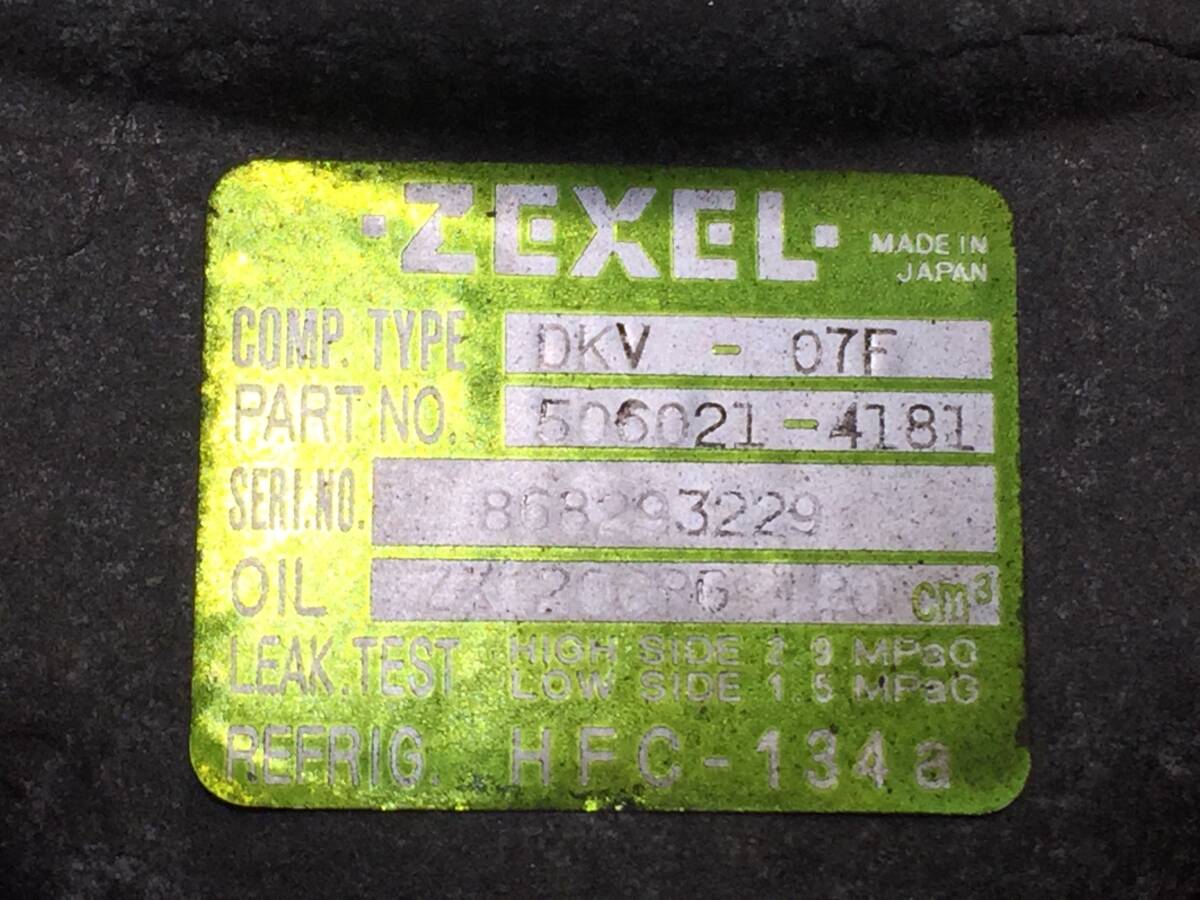 ·ZEXEL· MADE IN JAPAN
COMP. TYPE DKV - 07F
PART NO. 506021-4181
SERI.NO. 868293229
OIL cm³
LEAK.TEST HIGH SIDE 2 9 MPaG
LOW SIDE 1 5 MPaG
REFRIG. HFC-134a